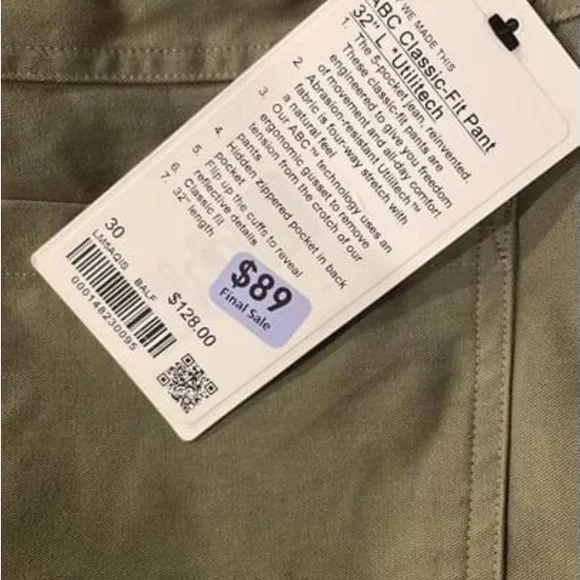 WE MADE THIS
ABC Classic-Fit Pant
32" L *Utilitech
1. The 5-pocket jean, reinvented.
These classic-fit pants are
engineered to give you freedom
of movement and all-day comfort
2. Abrasion-resistant Utilitech™
fabric is four-way stretch with
a natural feel
3. Our ABC™ technology uses an
ergonomic gusset to remove
tension from the crotch of our
pants
4. Hidden zippered pocket in back
pocket
5. Flip up the cuffs to reveal
reflective details
6. Classic fit
7. 32" length
30
LM5AQIS BALF
000148230095
$128.00
$89
Final Sale